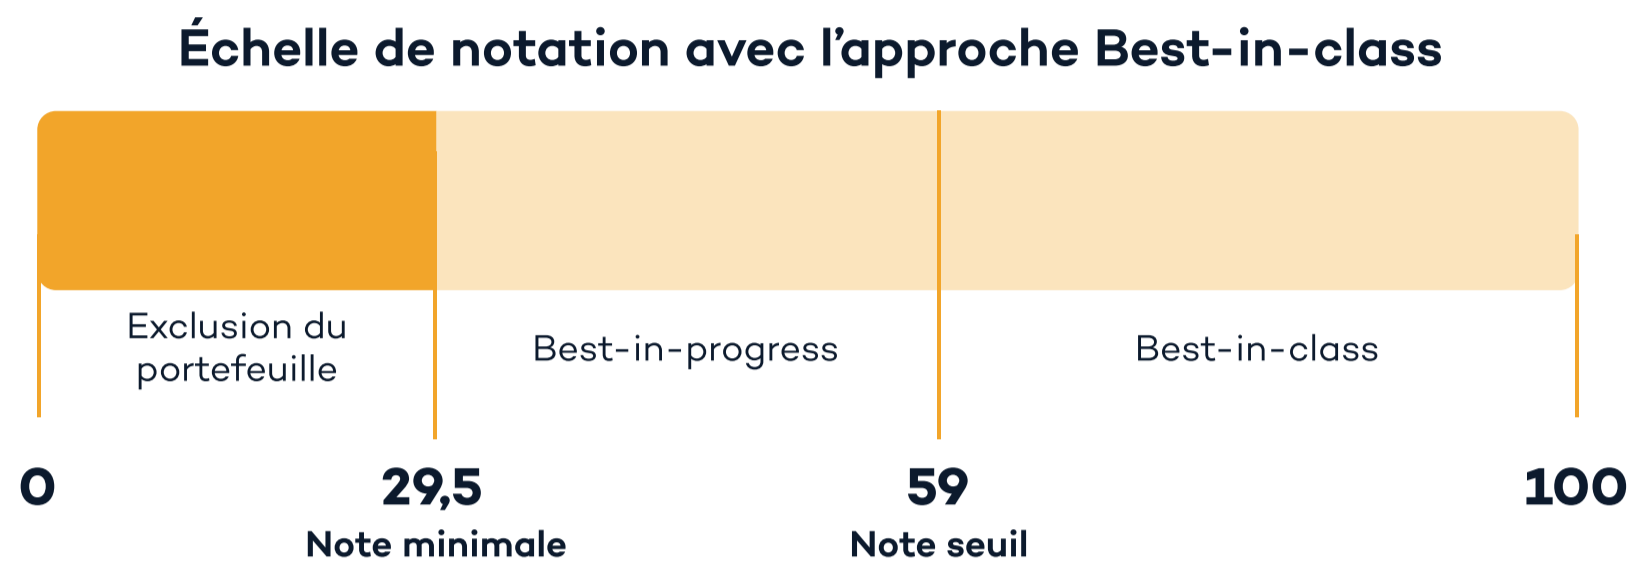 Échelle de notation avec l’approche Best-in-class
Exclusion du
portefeuille
Best-in-progress
Best-in-class
0
29,5
59
100
Note minimale
Note seuil